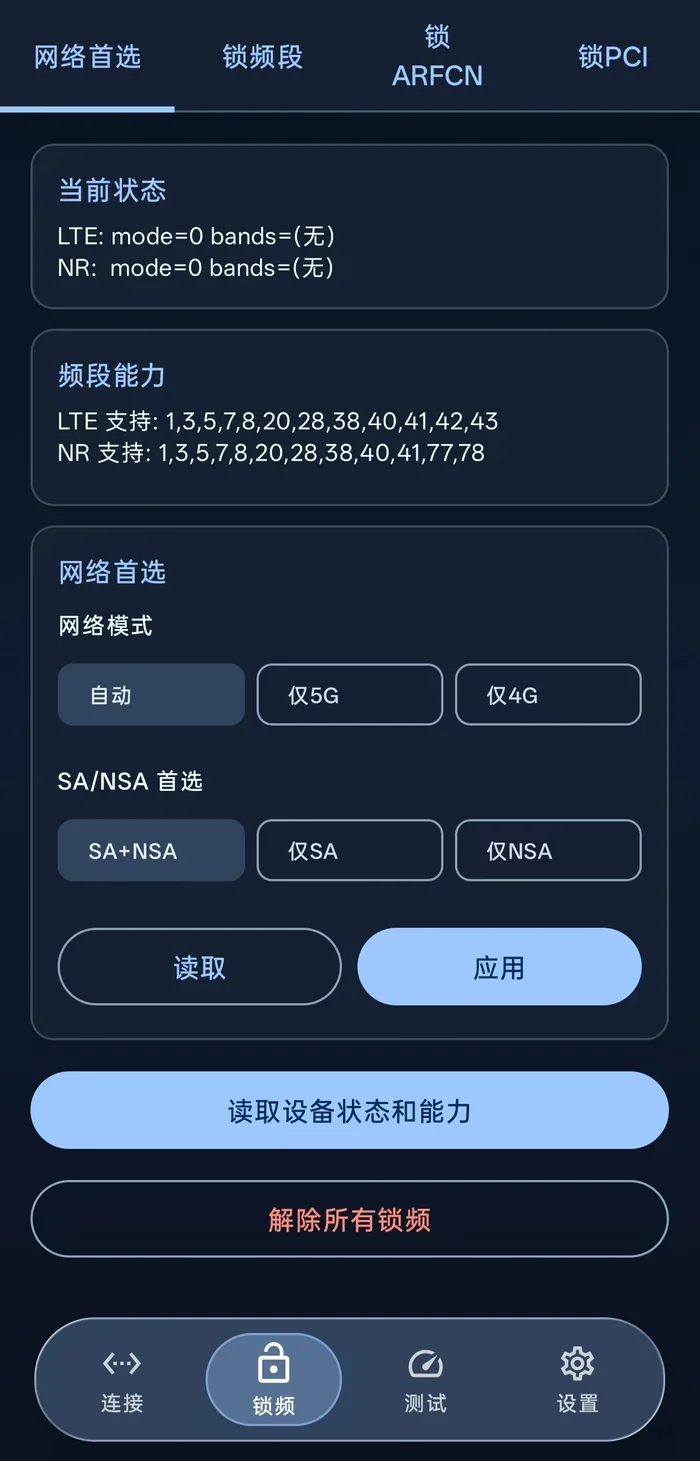 网络首选
锁频段
锁
ARFCN
锁PCI
当前状态
LTE: mode=0 bands=(无)
NR:  mode=0 bands=(无)
频段能力
LTE 支持: 1,3,5,7,8,20,28,38,40,41,42,43
NR 支持: 1,3,5,7,8,20,28,38,40,41,77,78
网络首选
网络模式
自动
仅5G
仅4G
SA/NSA 首选
SA+NSA
仅SA
仅NSA
读取
应用
读取设备状态和能力
解除所有锁频
连接
锁频
测试
设置